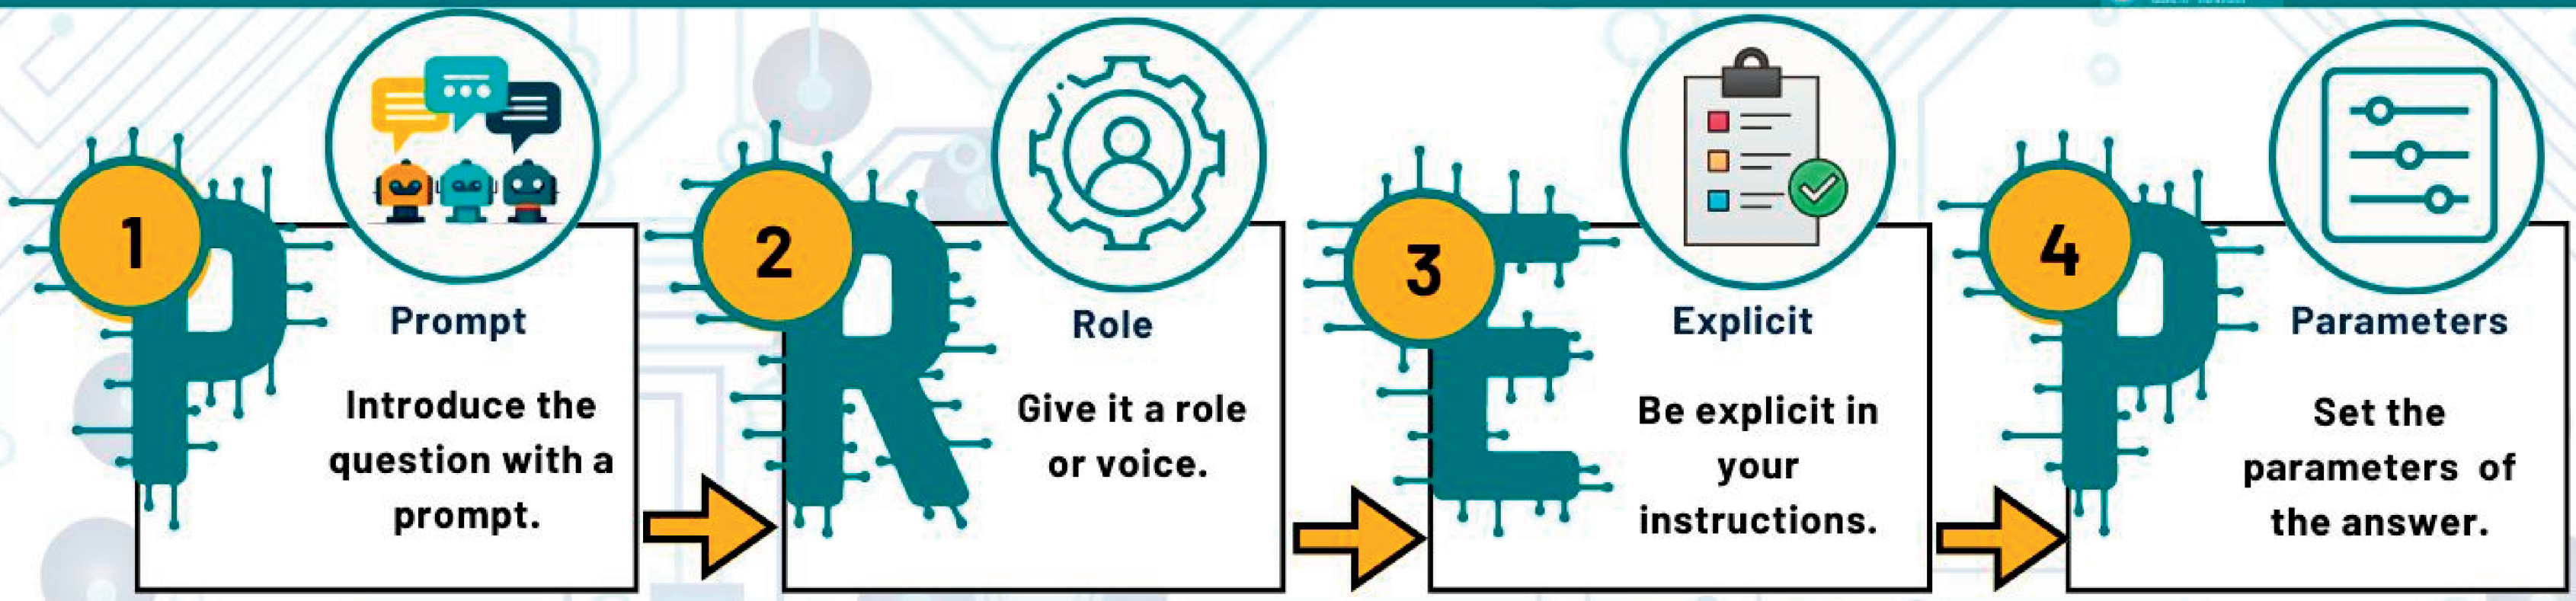 1
P
Prompt
Introduce the
question with a
prompt.
2
R
Role
Give it a role
or voice.
3
E
Explicit
Be explicit in
your
instructions.
4
P
Parameters
Set the
parameters of
the answer.